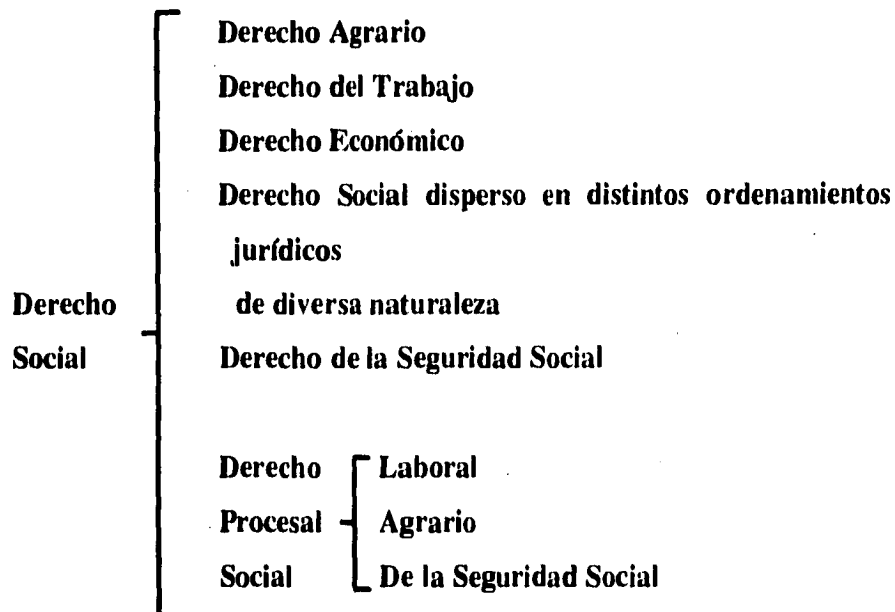 Derecho Agrario
Derecho del Trabajo
Derecho Económico
Derecho Social disperso en distintos ordenamientos
jurídicos
Derecho de diversa naturaleza
Social Derecho de la Seguridad Social
Derecho Laboral
Procesal Agrario
Social De la Seguridad Social